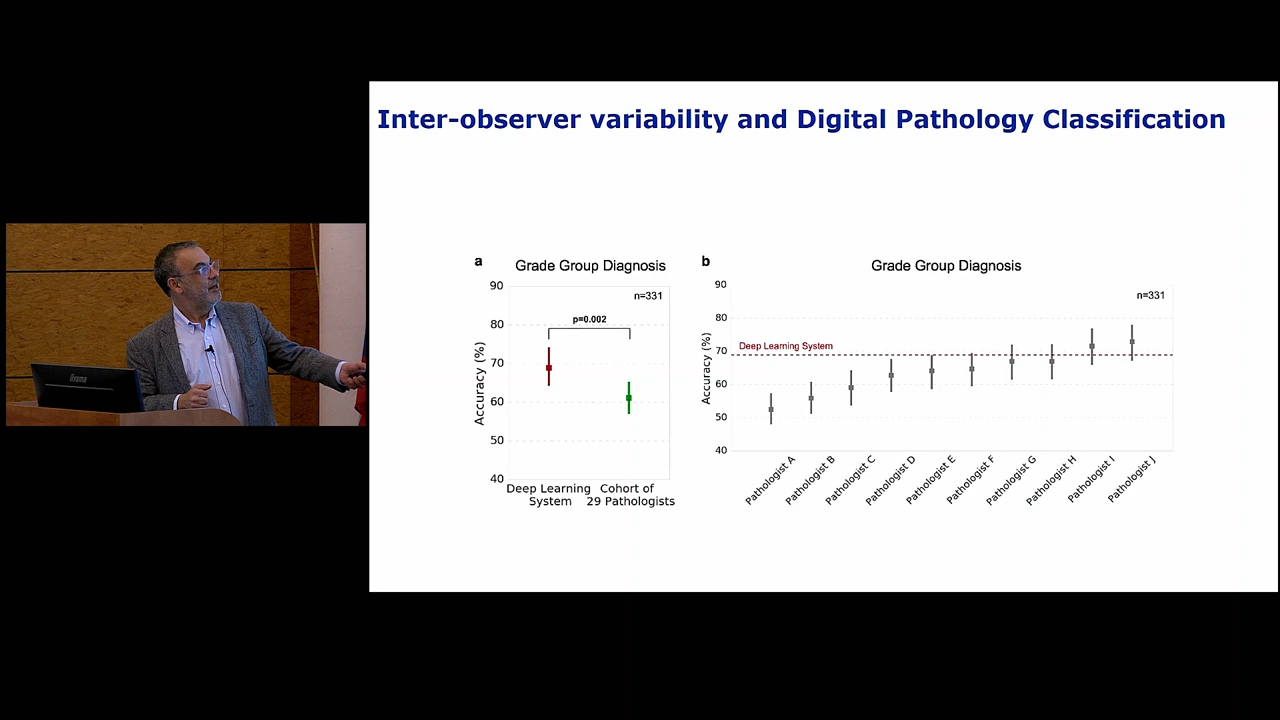 Inter-observer variability and Digital Pathology Classification
a
Grade Group Diagnosis
n=331
p=0.002
Accuracy (%)
90
80
70
60
50
40
Deep Learning
System
Cohort of
29 Pathologists
b
Grade Group Diagnosis
n=331
Deep Learning System
Accuracy (%)
90
80
70
60
50
40
Pathologist A
Pathologist B
Pathologist C
Pathologist D
Pathologist E
Pathologist F
Pathologist G
Pathologist H
Pathologist I
Pathologist J
iiyama